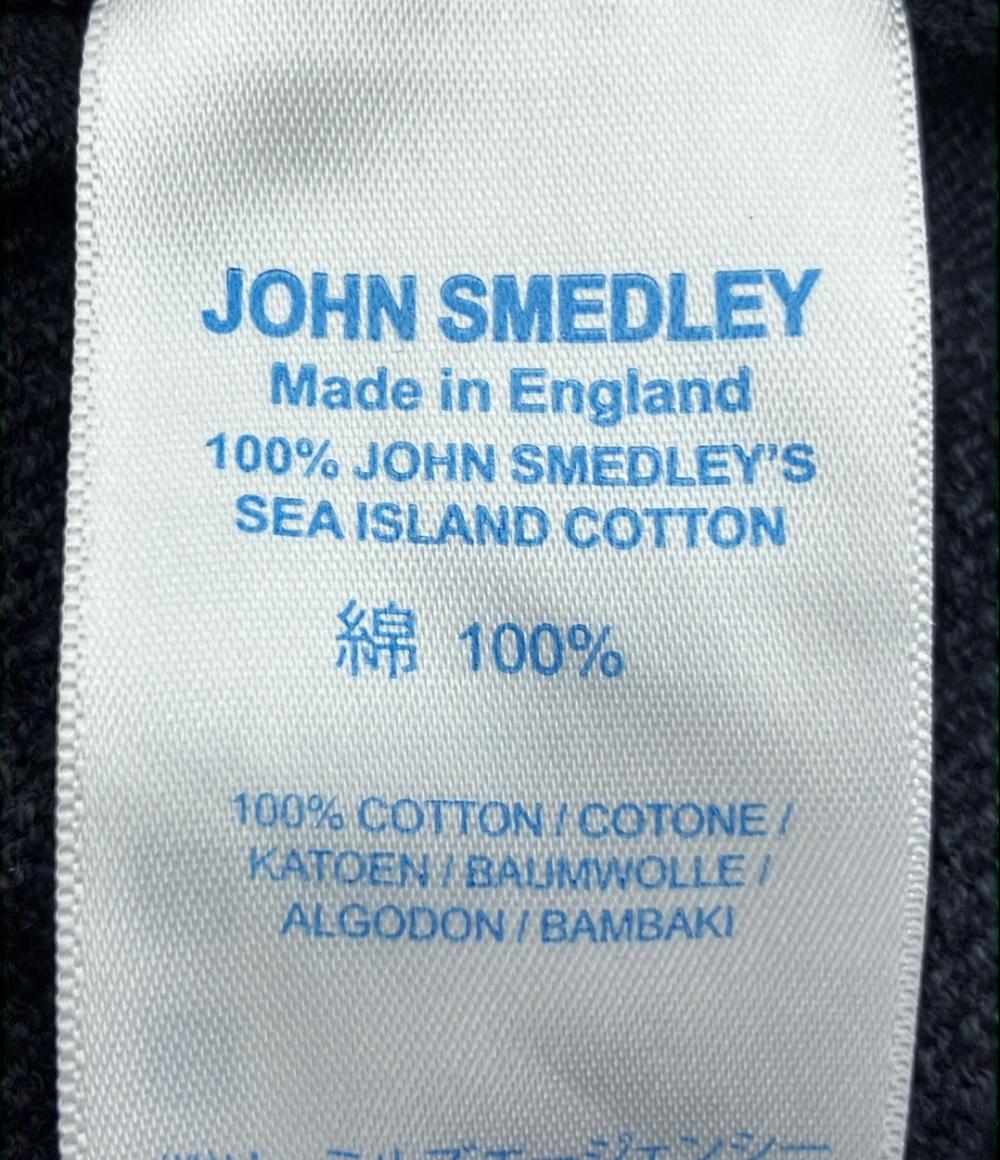 JOHN SMEDLEY
Made in England
100% JOHN SMEDLEY'S
SEA ISLAND COTTON
綿 100%
100% COTTON / COTONE /
KATOEN / BAUMWOLLE /
ALGODON / BAMBAKI